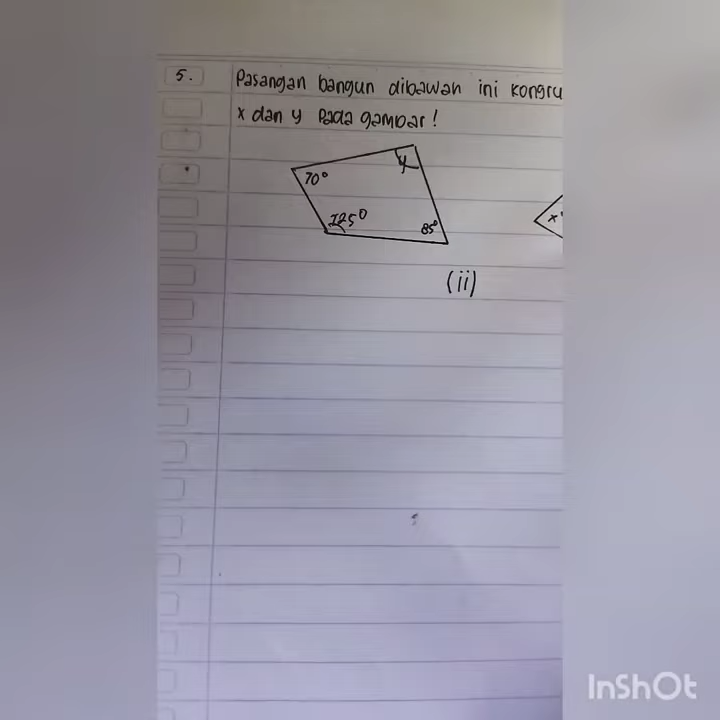 5. Pasangan bangun dibawah ini kongru
x dan y pada gambar!
y
70°
125°
85°
x°
(ii)
InShOt